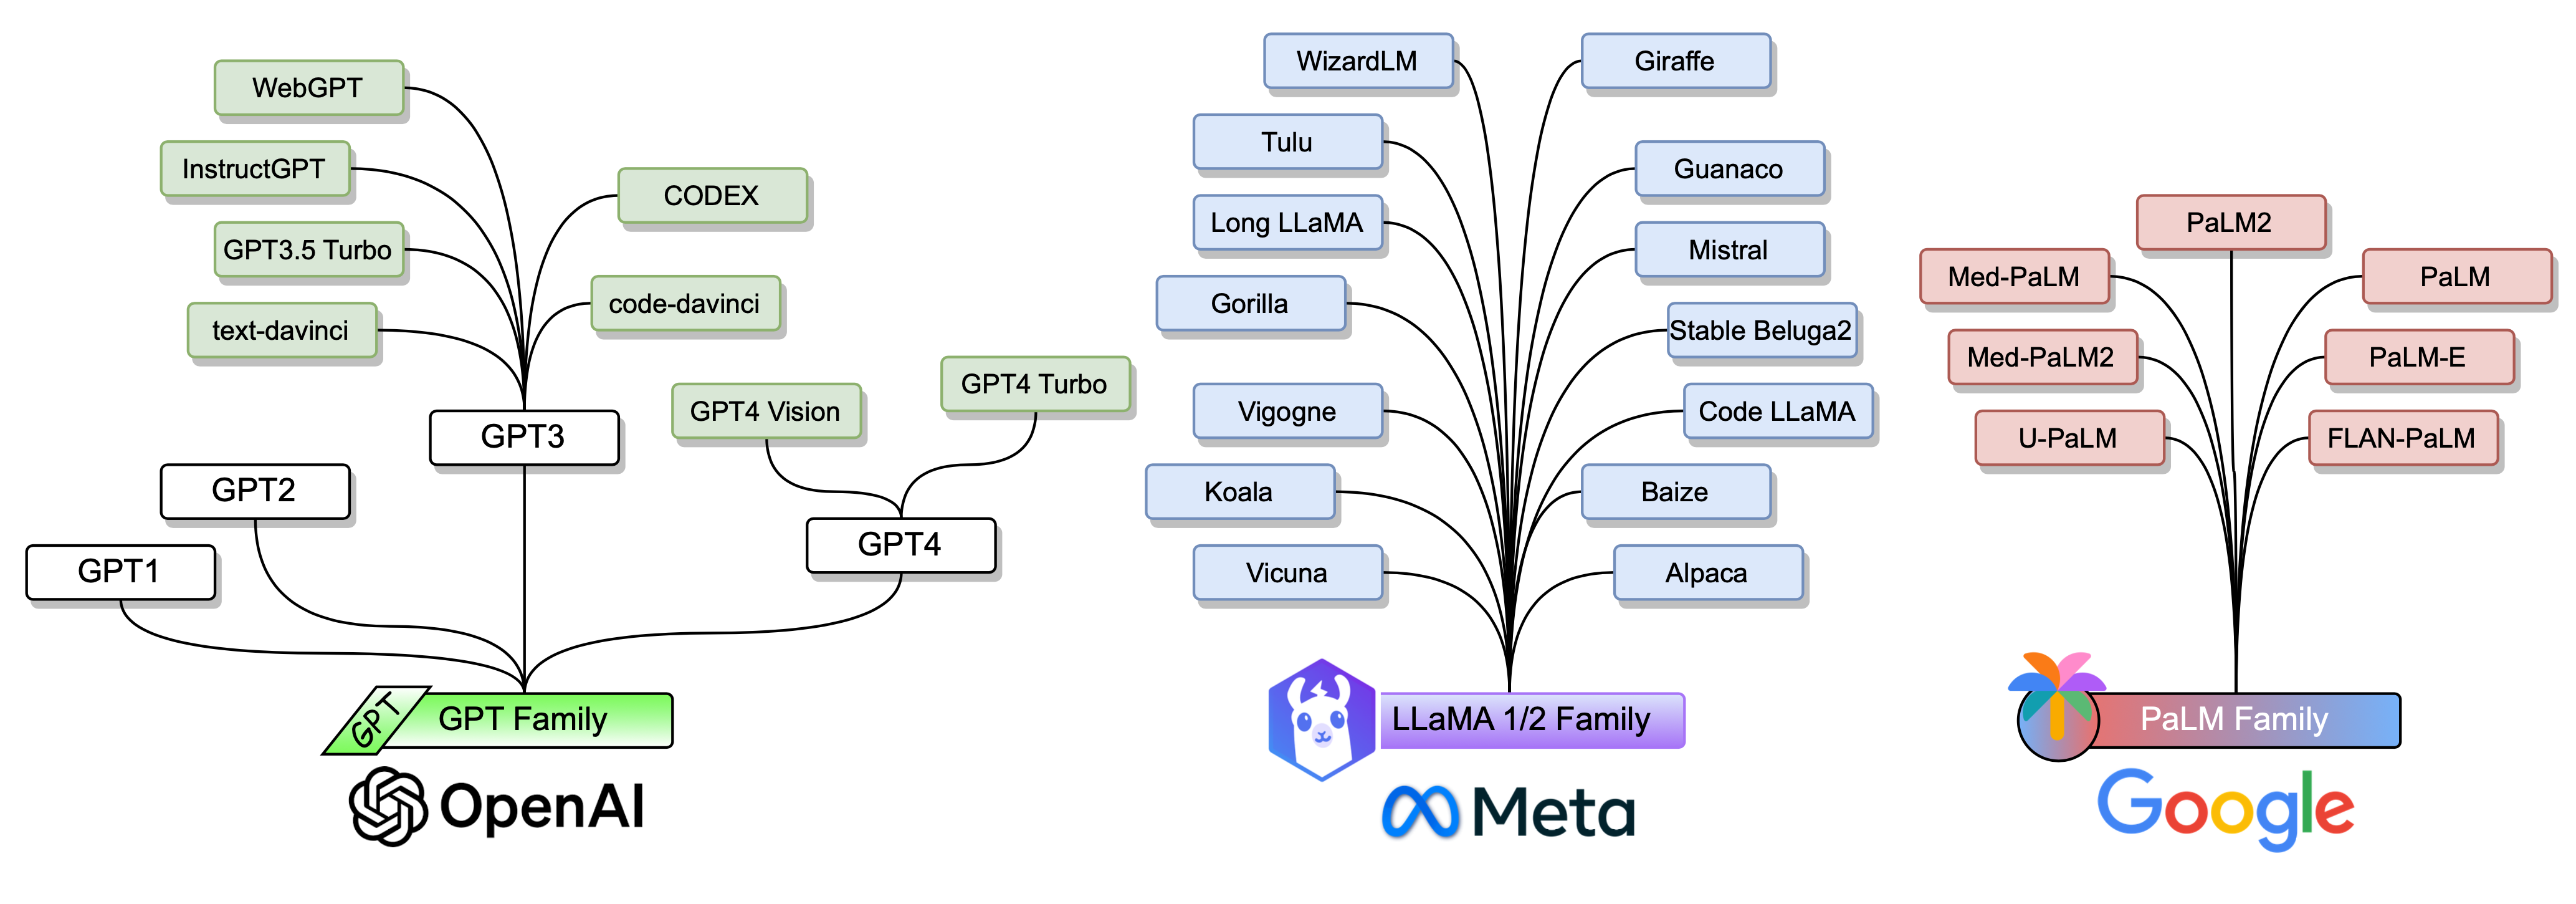 WebGPT
InstructGPT
GPT3.5 Turbo
text-davinci
CODEX
code-davinci
GPT3
GPT2
GPT1
GPT4 Vision
GPT4 Turbo
GPT4
GPT
GPT Family
OpenAI
WizardLM
Tulu
Long LLaMA
Gorilla
Vigogne
Koala
Vicuna
Giraffe
Guanaco
Mistral
Stable Beluga2
Code LLaMA
Baize
Alpaca
LLaMA 1/2 Family
Meta
PaLM2
Med-PaLM
Med-PaLM2
U-PaLM
PaLM
PaLM-E
FLAN-PaLM
PaLM Family
Google